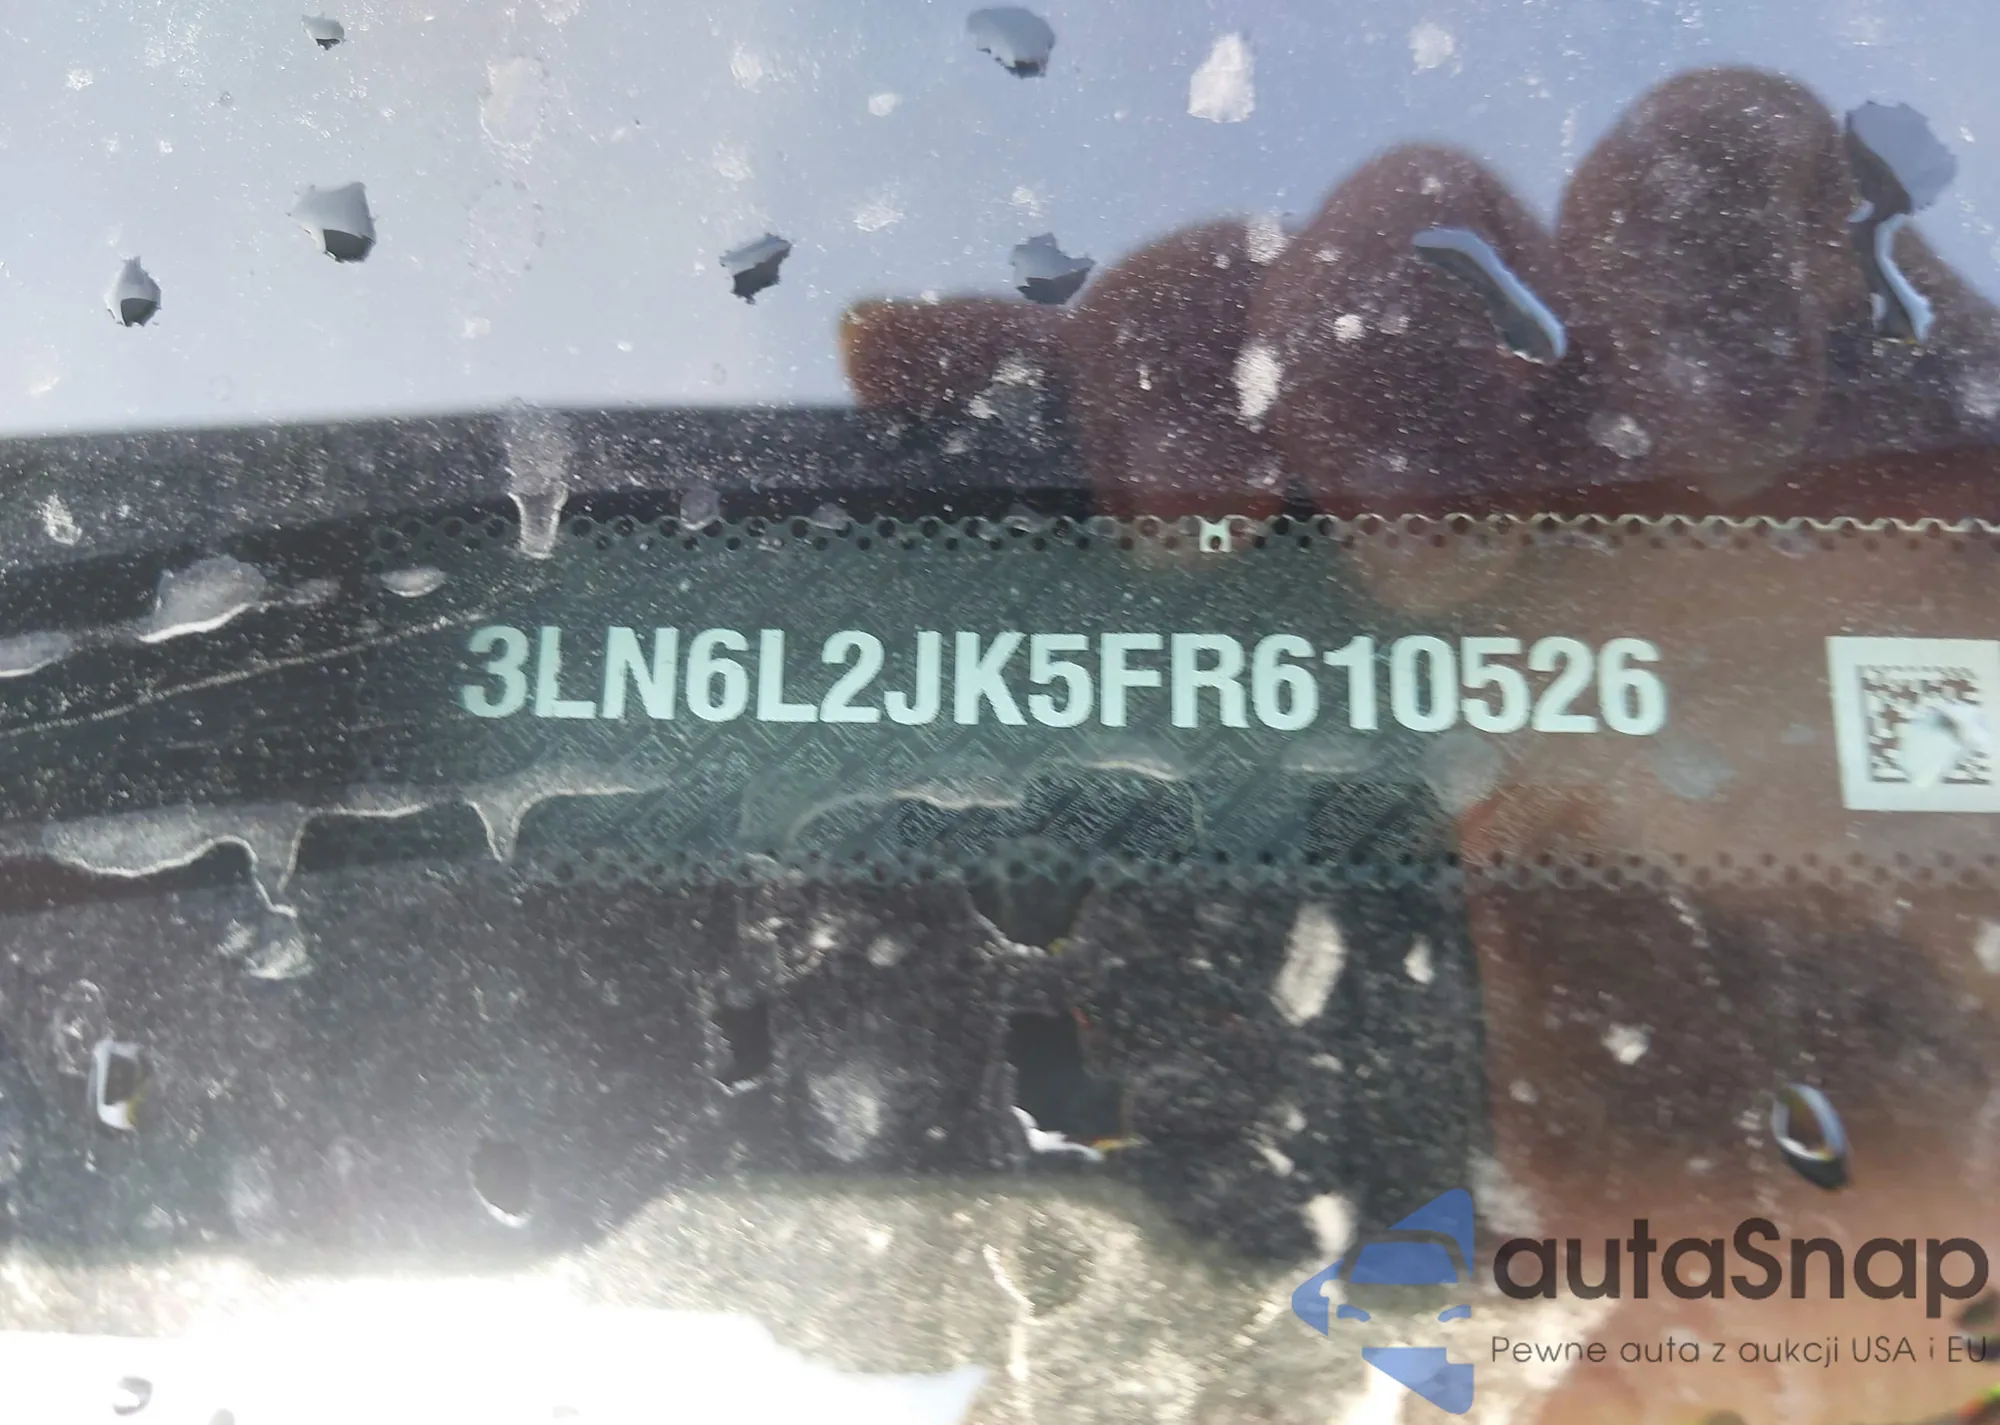 3LN6L2JK5FR610526
autaSnap
Pewne auta z aukcji USA i EU